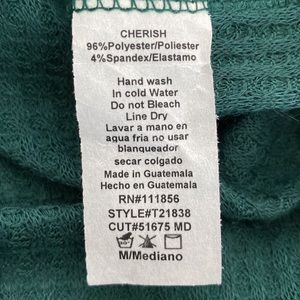 CHERISH
96%Polyester/Poliester
4%Spandex/Elastamo
Hand wash
In cold Water
Do not Bleach
Line Dry
Lavar a mano en
agua fria no usar
blanqueador
secar colgado
Made in Guatemala
Hecho en Guatemala
RN#111856
STYLE#T21838
CUT#51675 MD
M/Mediano